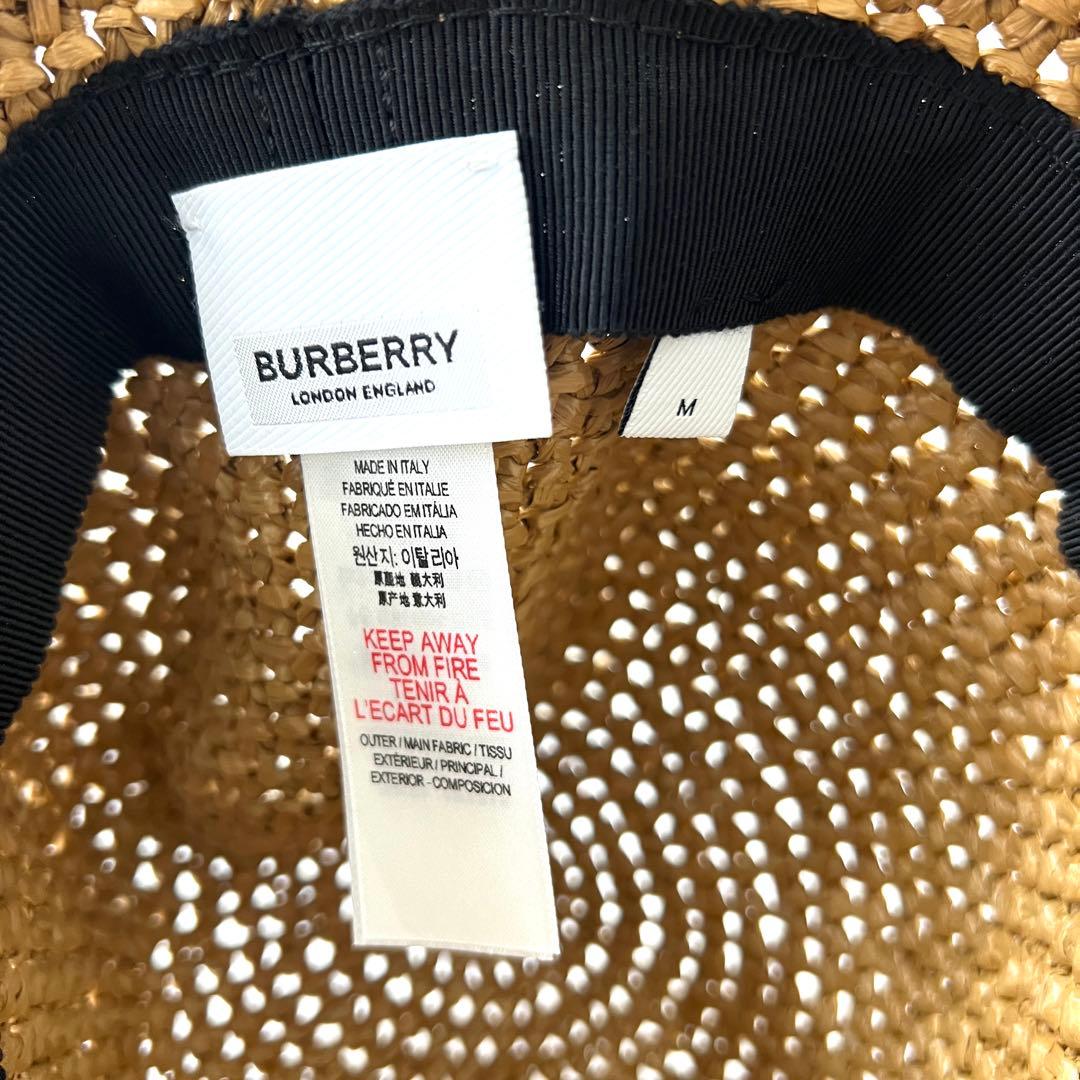 BURBERRY
LONDON ENGLAND
M
MADE IN ITALY
FABRIQUÉ EN ITALIE
FABRICADO EM ITÁLIA
HECHO EN ITALIA
원산지: 이탈리아
原產地 義大利
原产地 意大利
KEEP AWAY
FROM FIRE
TENIR À
L'ECART DU FEU
OUTER / MAIN FABRIC / TISSU
EXTÉRIEUR / PRINCIPAL /
EXTERIOR - COMPOSICION